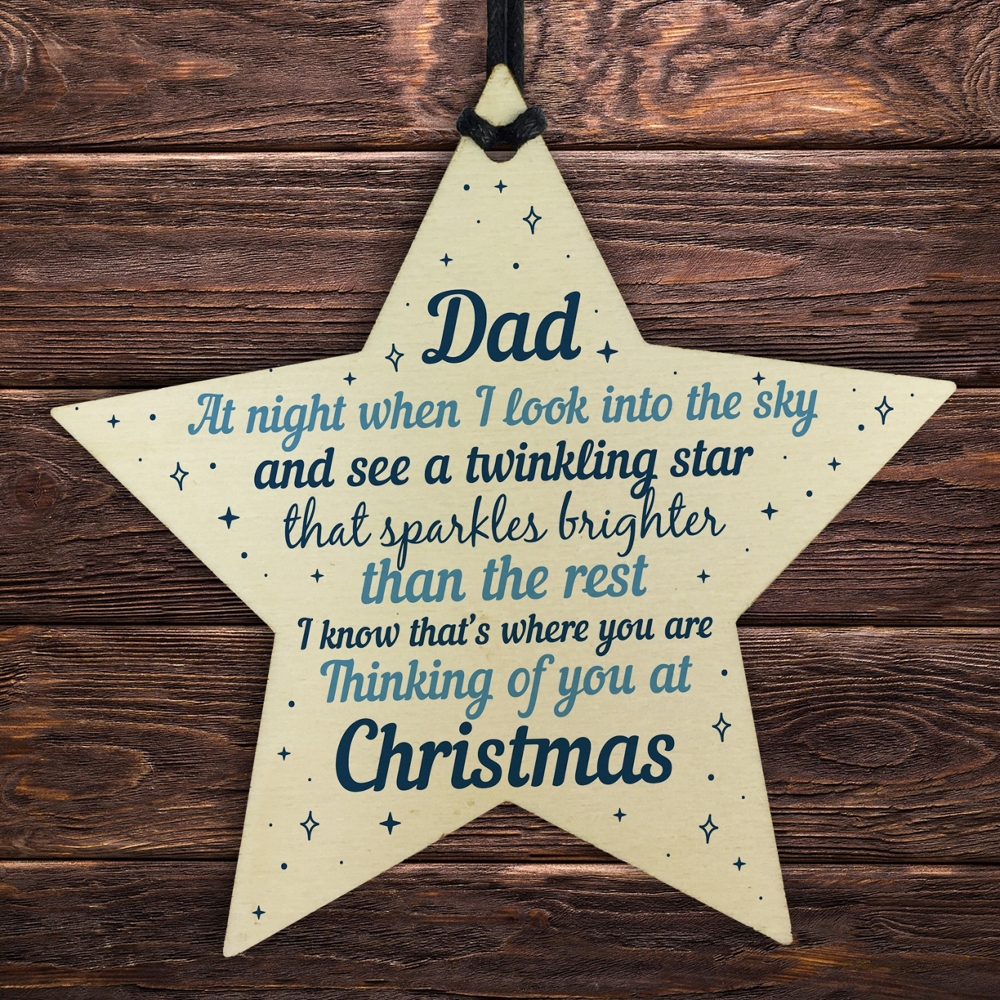 Dad
At night when I look into the sky
and see a twinkling star
that sparkles brighter
than the rest
I know that's where you are
Thinking of you at
Christmas